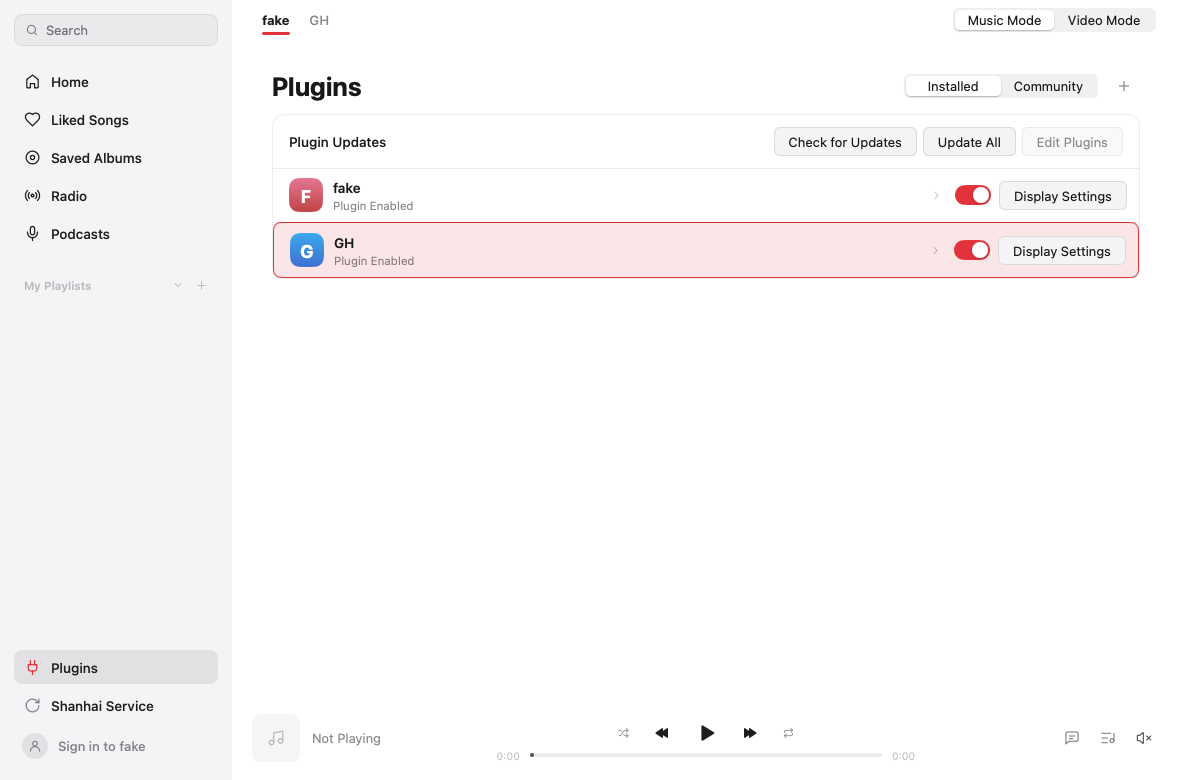 Search
Home
Liked Songs
Saved Albums
Radio
Podcasts
My Playlists
Plugins
Shanhai Service
Sign in to fake
fake GH
Music Mode Video Mode
Plugins
Installed Community
Plugin Updates
Check for Updates Update All Edit Plugins
F
fake
Plugin Enabled
Display Settings
G
GH
Plugin Enabled
Display Settings
Not Playing
0:00 0:00